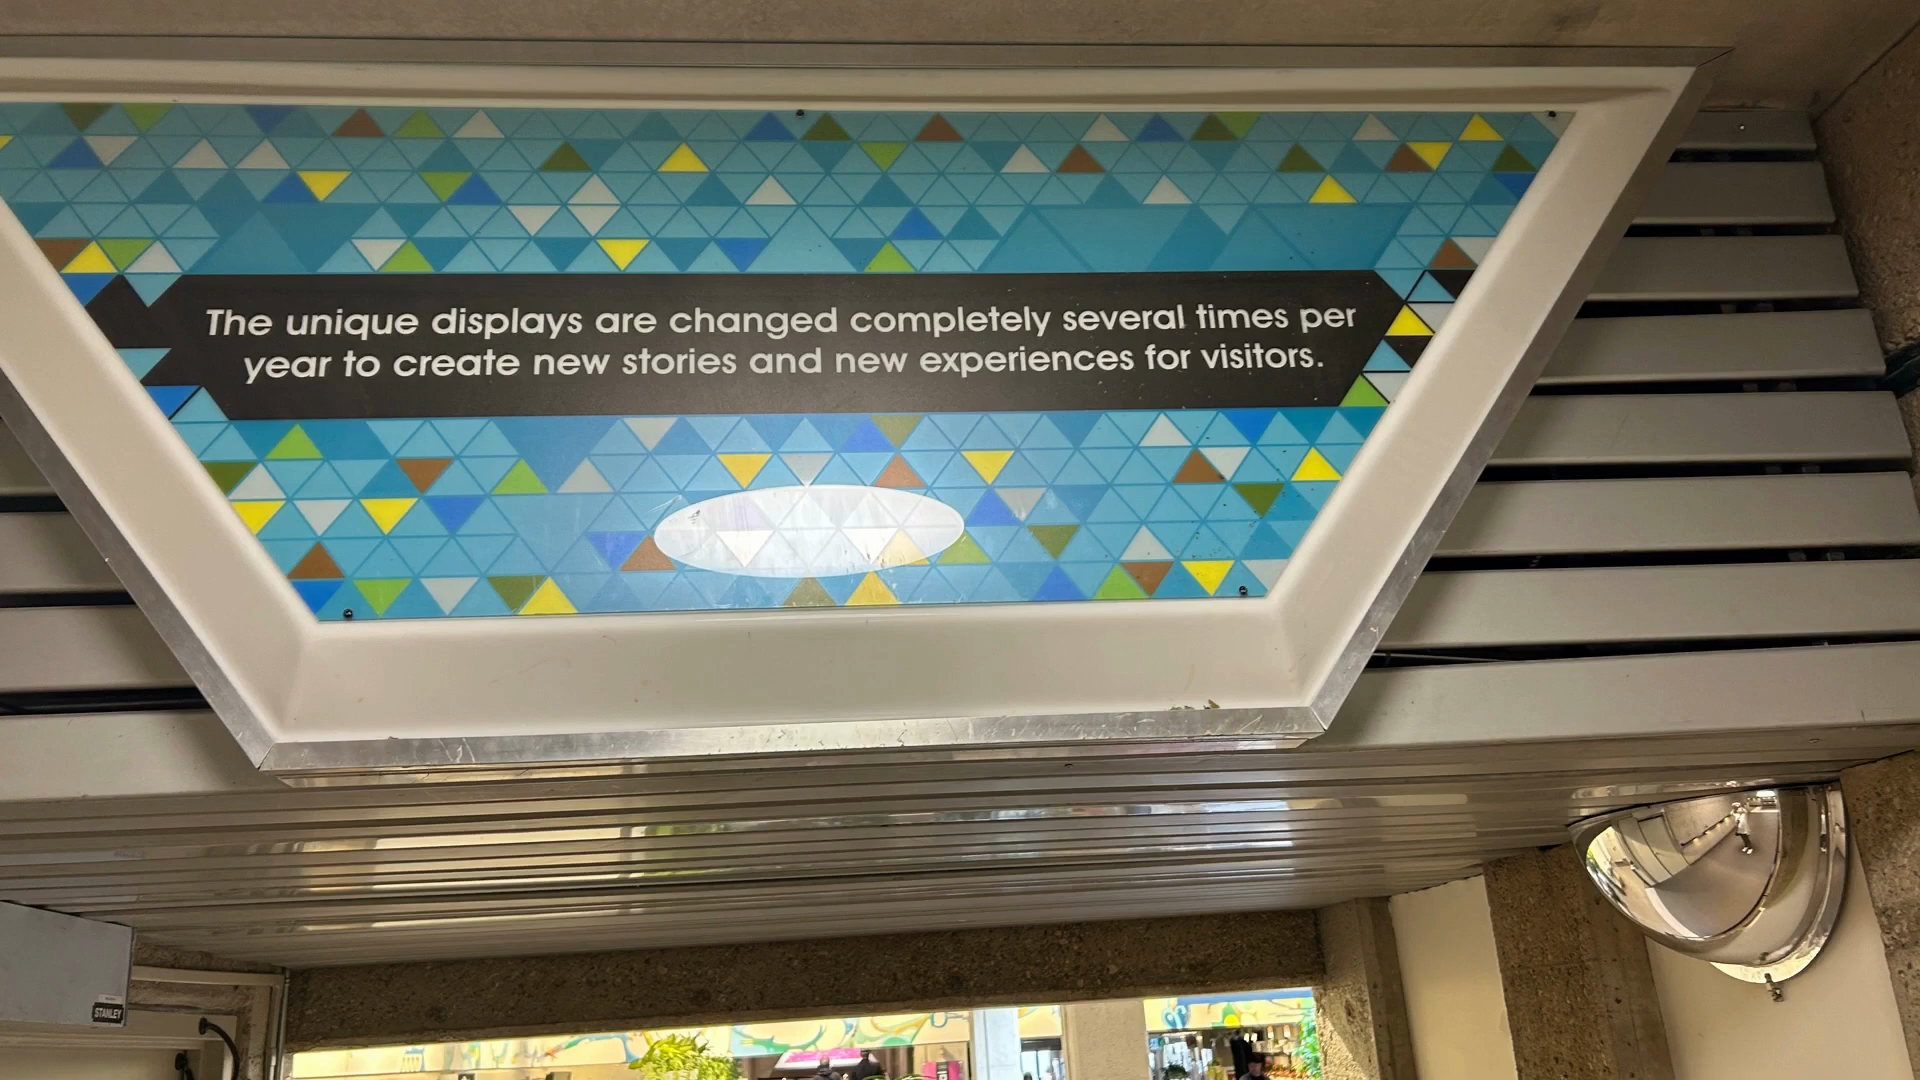 The unique displays are changed completely several times per
year to create new stories and new experiences for visitors.
STANLEY